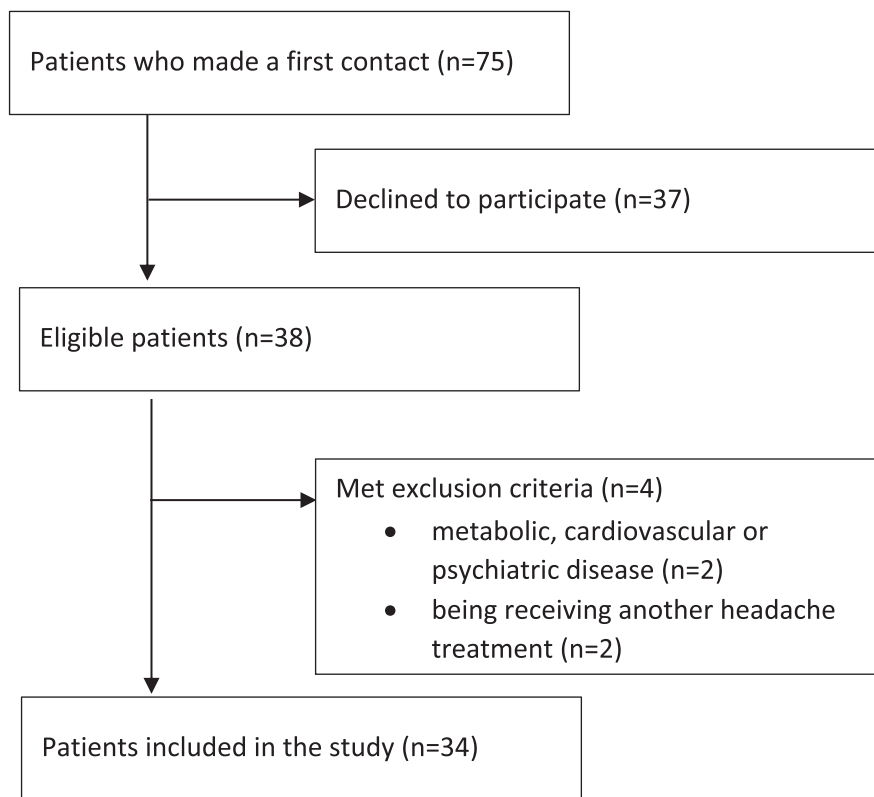 Patients who made a first contact (n=75)
Declined to participate (n=37)
Eligible patients (n=38)
Met exclusion criteria (n=4)
• metabolic, cardiovascular or
psychiatric disease (n=2)
• being receiving another headache
treatment (n=2)
Patients included in the study (n=34)